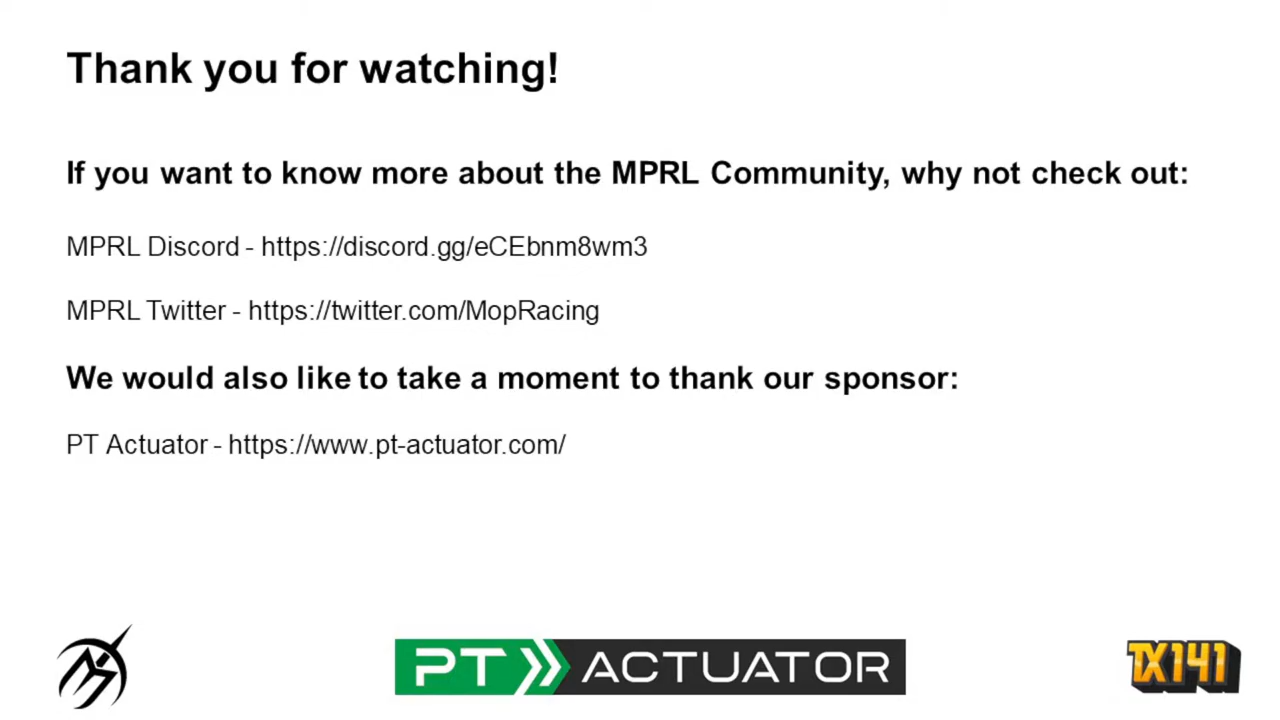 Thank you for watching!
If you want to know more about the MPRL Community, why not check out:
MPRL Discord - https://discord.gg/eCEbnm8wm3
MPRL Twitter - https://twitter.com/MopRacing
We would also like to take a moment to thank our sponsor:
PT Actuator - https://www.pt-actuator.com/
PT ACTUATOR
TX141